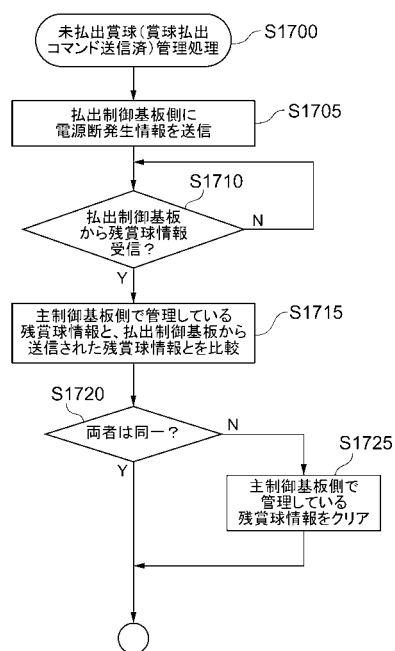 未払出賞球(賞球払出
コマンド送信済)管理処理
S1700
払出制御基板側に
電源断発生情報を送信
S1705
S1710
払出制御基板
から残賞球情報
受信?
N
Y
主制御基板側で管理している
残賞球情報と、払出制御基板から
送信された残賞球情報とを比較
S1715
S1720
両者は同一?
N
Y
S1725
主制御基板側で
管理している
残賞球情報をクリア